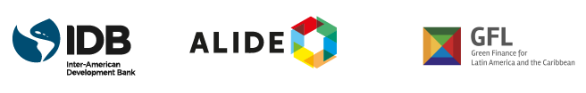 IDB
Inter-American
Development Bank
ALIDE
GFL
Green Finance for
Latin America and the Caribbean